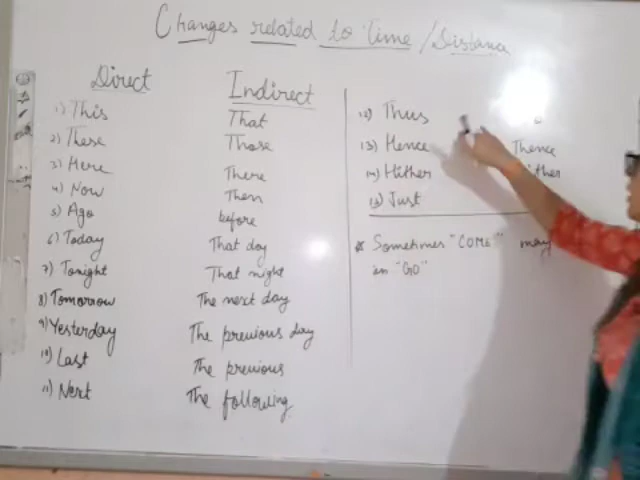 Changes related to Time / Distance
Direct Indirect
1) This That
2) These Those
3) Here There
4) Now Then
5) Ago before
6) Today That day
7) Tonight That night
8) Tomorrow The next day
9) Yesterday The previous day
10) Last The previous
11) Next The following
12) Thus
13) Hence Thence
14) Hither ither
15) Just
* Sometimes "COME" may
in "GO"